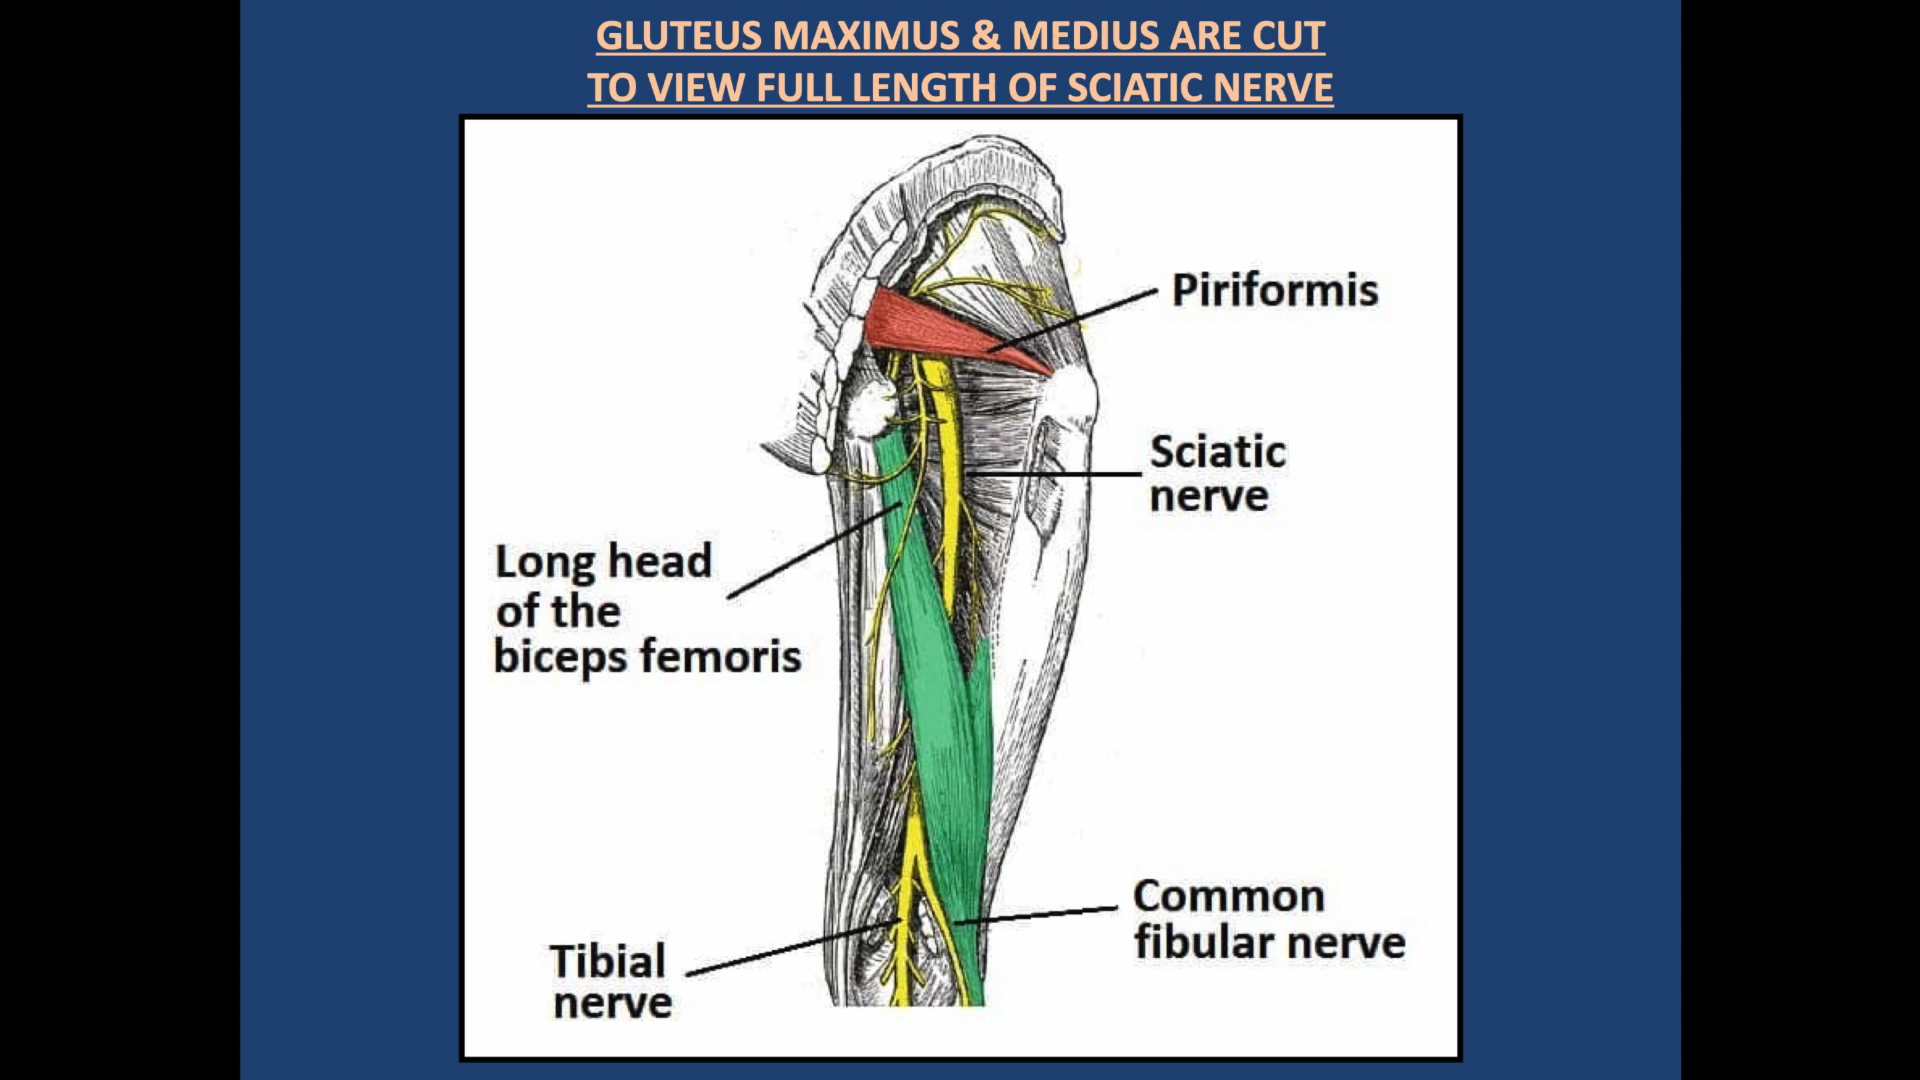 GLUTEUS MAXIMUS & MEDIUS ARE CUT
TO VIEW FULL LENGTH OF SCIATIC NERVE
Piriformis
Sciatic
nerve
Long head
of the
biceps femoris
Common
fibular nerve
Tibial
nerve